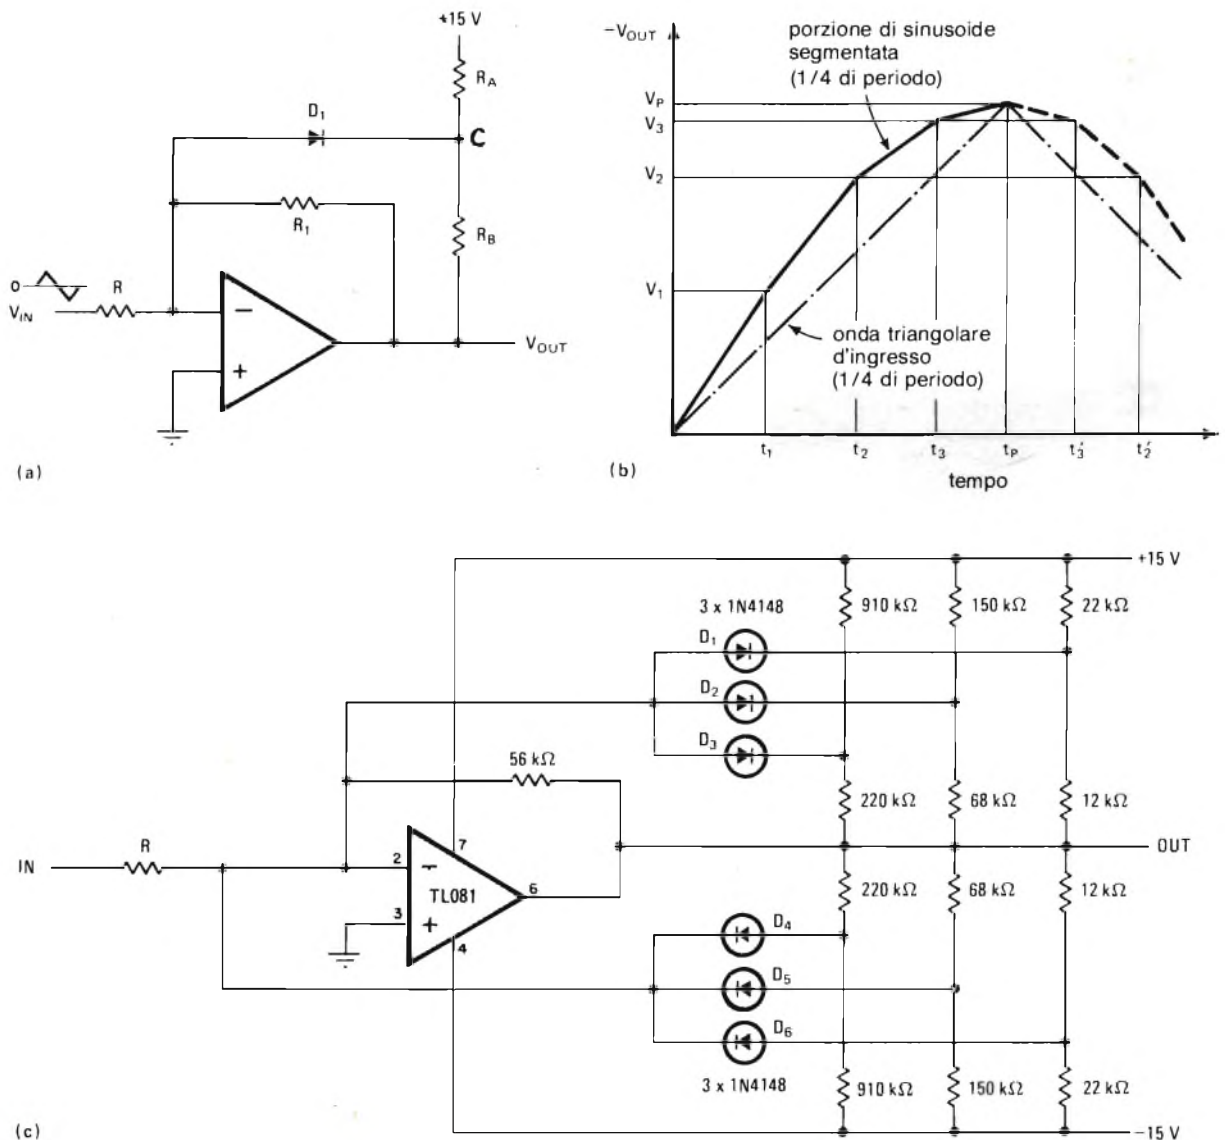 +15 V
R_A
D_1
C
R_1
R_B
0
R
V_IN
−
+
V_OUT
(a)
−V_OUT
porzione di sinusoide
segmentata
(1/4 di periodo)
V_P
V_3
V_2
V_1
onda triangolare
d'ingresso
(1/4 di periodo)
t_1 t_2 t_3 t_P t_3' t_2'
tempo
(b)
+15 V
3 x 1N4148
910 kΩ 150 kΩ 22 kΩ
D_1
D_2
D_3
56 kΩ
220 kΩ 68 kΩ 12 kΩ
IN
R
OUT
2
−
7
TL081
6
3
+
4
220 kΩ 68 kΩ 12 kΩ
D_4
D_5
D_6
3 x 1N4148
910 kΩ 150 kΩ 22 kΩ
−15 V
(c)